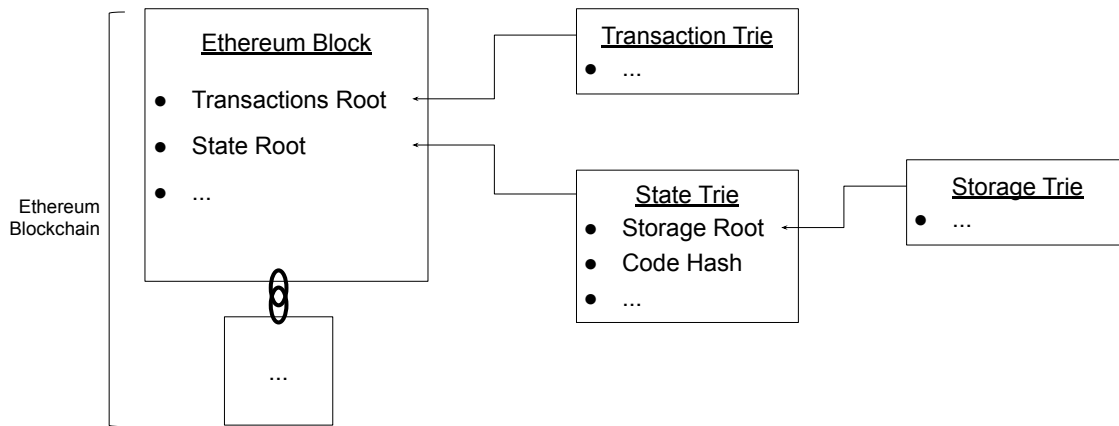 Ethereum Block
● Transactions Root
● State Root
● ...
Transaction Trie
● ...
State Trie
● Storage Root
● Code Hash
● ...
Storage Trie
● ...
Ethereum
Blockchain
...